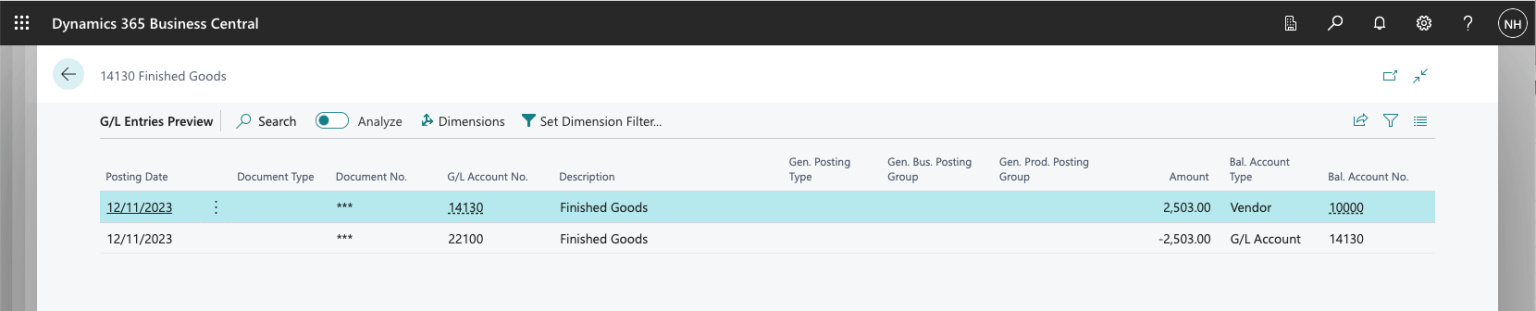 Dynamics 365 Business Central
NH
14130 Finished Goods
G/L Entries Preview Search Analyze Dimensions Set Dimension Filter...
Posting Date Document Type Document No. G/L Account No. Description Gen. Posting Type Gen. Bus. Posting Group Gen. Prod. Posting Group Amount Bal. Account Type Bal. Account No.
12/11/2023 *** 14130 Finished Goods 2,503.00 Vendor 10000
12/11/2023 *** 22100 Finished Goods -2,503.00 G/L Account 14130